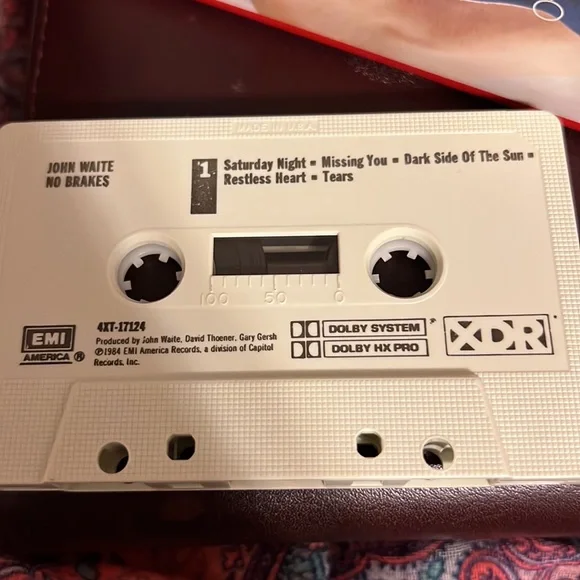 MADE IN U.S.A.
JOHN WAITE
NO BRAKES
1
Saturday Night ▪ Missing You ▪ Dark Side Of The Sun ▪
Restless Heart ▪ Tears
100 50 0
EMI
AMERICA ®
4XT-17124
Produced by John Waite, David Thoener, Gary Gersh
℗1984 EMI America Records, a division of Capitol
Records, Inc.
DOLBY SYSTEM
DOLBY HX PRO
XDR